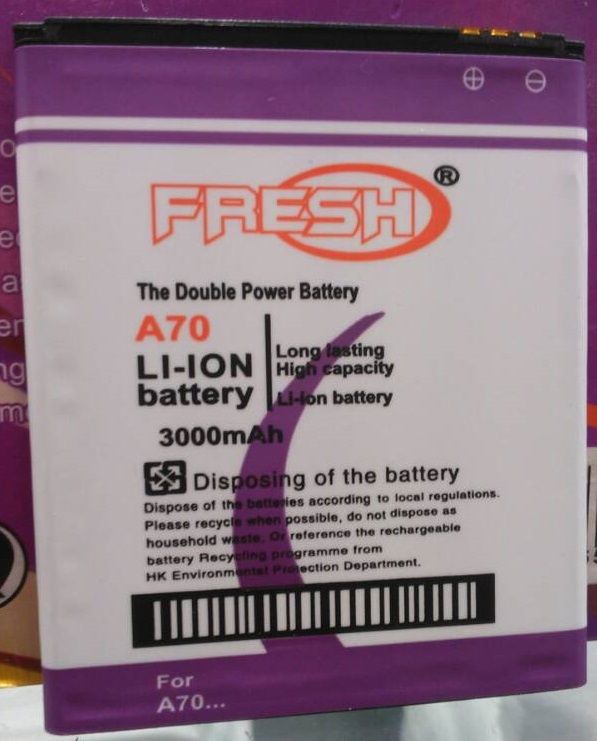 FRESH®
The Double Power Battery
A70
LI-ION
battery
Long lasting
High capacity
Li-ion battery
3000mAh
Disposing of the battery
Dispose of the batteries according to local regulations.
Please recycle when possible, do not dispose as
household waste. Or reference the rechargeable
battery Recycling programme from
HK Environmental Protection Department.
For
A70...